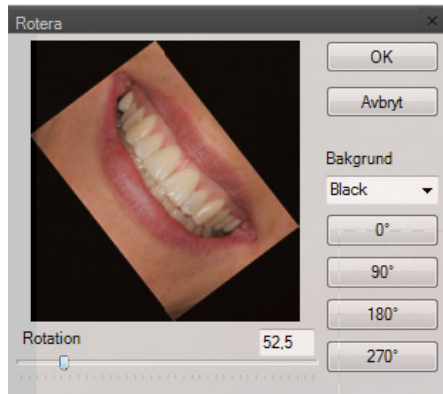 Rotera
OK
Avbryt
Bakgrund
Black
0°
90°
180°
270°
Rotation
52,5